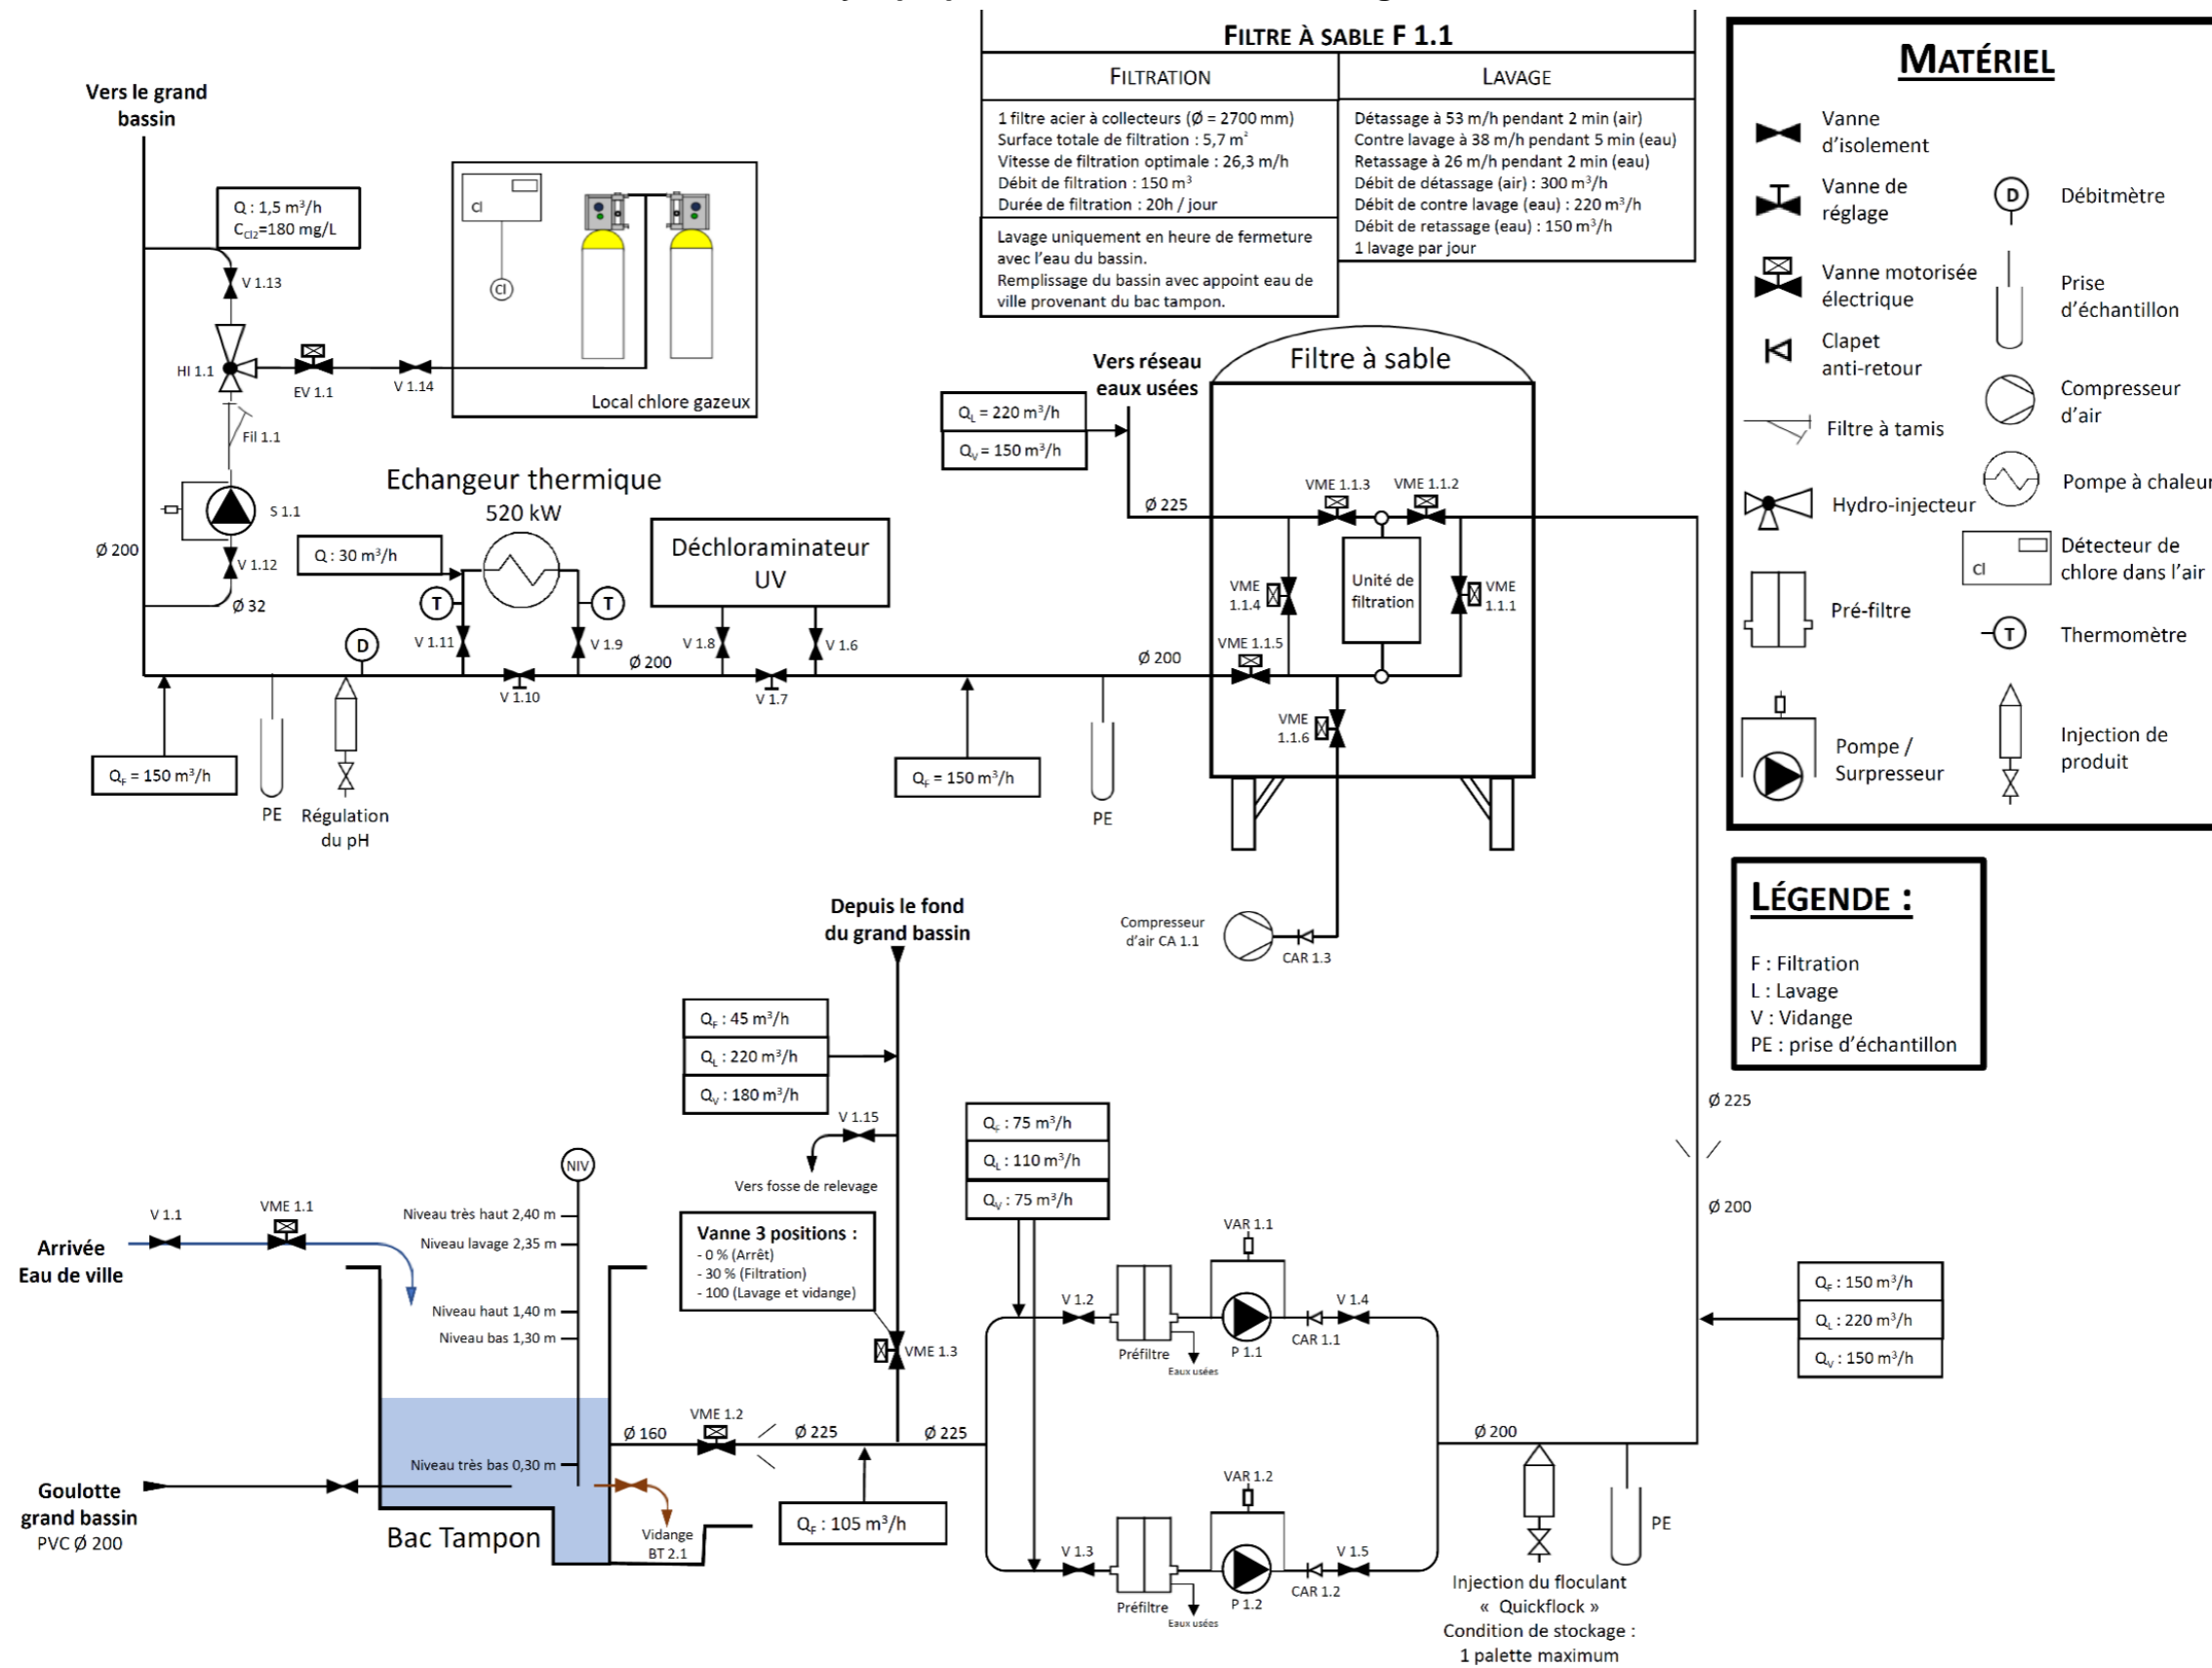 FILTRE À SABLE F 1.1
FILTRATION
LAVAGE
1 filtre acier à collecteurs (Ø = 2700 mm)
Surface totale de filtration : 5,7 m²
Vitesse de filtration optimale : 26,3 m/h
Débit de filtration : 150 m³
Durée de filtration : 20h / jour
Lavage uniquement en heure de fermeture
avec l'eau du bassin.
Remplissage du bassin avec appoint eau de
ville provenant du bac tampon.
Détassage à 53 m/h pendant 2 min (air)
Contre lavage à 38 m/h pendant 5 min (eau)
Retassage à 26 m/h pendant 2 min (eau)
Débit de détassage (air) : 300 m³/h
Débit de contre lavage (eau) : 220 m³/h
Débit de retassage (eau) : 150 m³/h
1 lavage par jour
MATÉRIEL
Vanne
d'isolement
Vanne de
réglage
Vanne motorisée
électrique
Clapet
anti-retour
Filtre à tamis
Hydro-injecteur
Pré-filtre
Pompe /
Surpresseur
D
Débitmètre
Prise
d'échantillon
Compresseur
d'air
Pompe à chaleur
Cl
Détecteur de
chlore dans l'air
T
Thermomètre
Injection de
produit
LÉGENDE :
F : Filtration
L : Lavage
V : Vidange
PE : prise d'échantillon
Vers le grand
bassin
Q : 1,5 m³/h
CCl2=180 mg/L
V 1.13
HI 1.1
EV 1.1
V 1.14
Cl
Cl
Local chlore gazeux
Fil 1.1
S 1.1
V 1.12
Ø 32
Ø 200
Echangeur thermique
520 kW
Q : 30 m³/h
T
T
V 1.11
V 1.9
V 1.10
Ø 200
Déchloraminateur
UV
V 1.8
V 1.6
V 1.7
D
QF = 150 m³/h
PE
Régulation
du pH
QF = 150 m³/h
PE
Ø 200
Vers réseau
eaux usées
QL = 220 m³/h
QV = 150 m³/h
Ø 225
Filtre à sable
VME 1.1.3
VME 1.1.2
VME
1.1.4
Unité de
filtration
VME
1.1.1
VME 1.1.5
VME
1.1.6
Compresseur
d'air CA 1.1
CAR 1.3
Depuis le fond
du grand bassin
QF : 45 m³/h
QL : 220 m³/h
QV : 180 m³/h
V 1.15
Vers fosse de relevage
Vanne 3 positions :
- 0 % (Arrêt)
- 30 % (Filtration)
- 100 (Lavage et vidange)
VME 1.3
QF : 75 m³/h
QL : 110 m³/h
QV : 75 m³/h
V 1.1
VME 1.1
Arrivée
Eau de ville
NIV
Niveau très haut 2,40 m
Niveau lavage 2,35 m
Niveau haut 1,40 m
Niveau bas 1,30 m
Niveau très bas 0,30 m
Goulotte
grand bassin
PVC Ø 200
Bac Tampon
Vidange
BT 2.1
Ø 160
VME 1.2
Ø 225
Ø 225
QF : 105 m³/h
V 1.2
Préfiltre
Eaux usées
VAR 1.1
P 1.1
CAR 1.1
V 1.4
V 1.3
Préfiltre
Eaux usées
VAR 1.2
P 1.2
CAR 1.2
V 1.5
Ø 200
Injection du floculant
« Quickflock »
Condition de stockage :
1 palette maximum
PE
Ø 225
Ø 200
QF : 150 m³/h
QL : 220 m³/h
QV : 150 m³/h